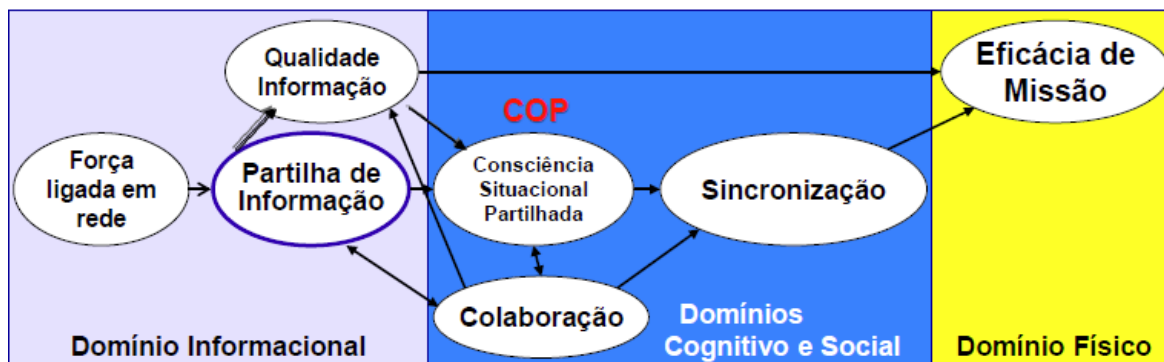 Qualidade
Informação
Eficácia de
Missão
COP
Força
ligada em
rede
Partilha de
Informação
Consciência
Situacional
Partilhada
Sincronização
Colaboração
Domínio Informacional
Domínios
Cognitivo e Social
Domínio Físico